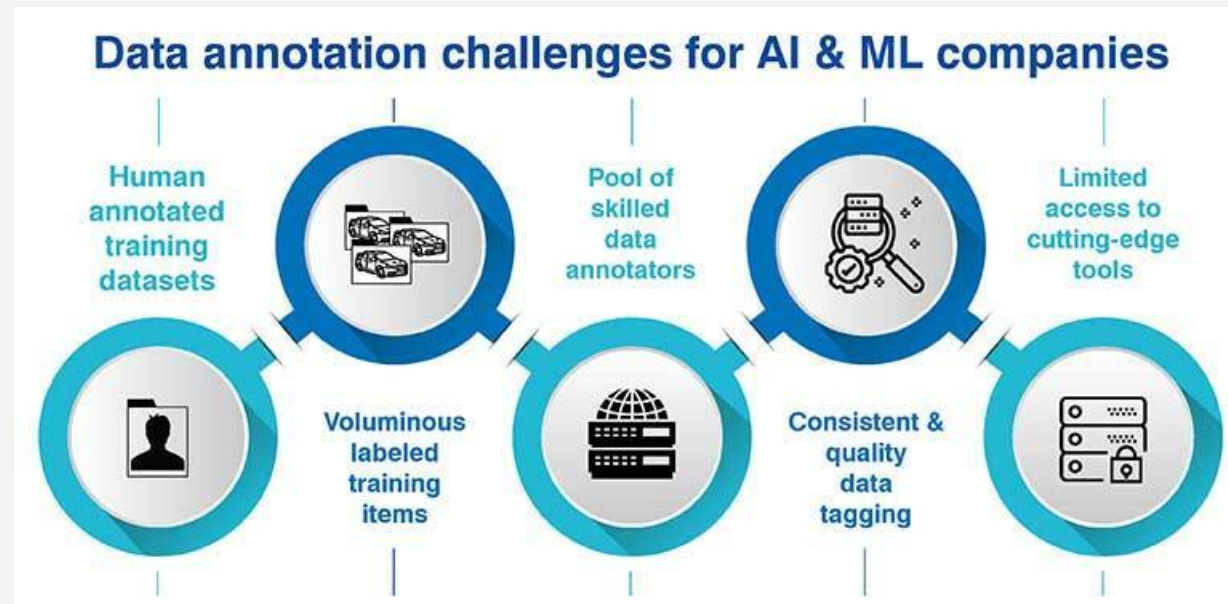 Data annotation challenges for AI & ML companies
Human
annotated
training
datasets
Voluminous
labeled
training
items
Pool of
skilled
data
annotators
Consistent &
quality
data
tagging
Limited
access to
cutting-edge
tools